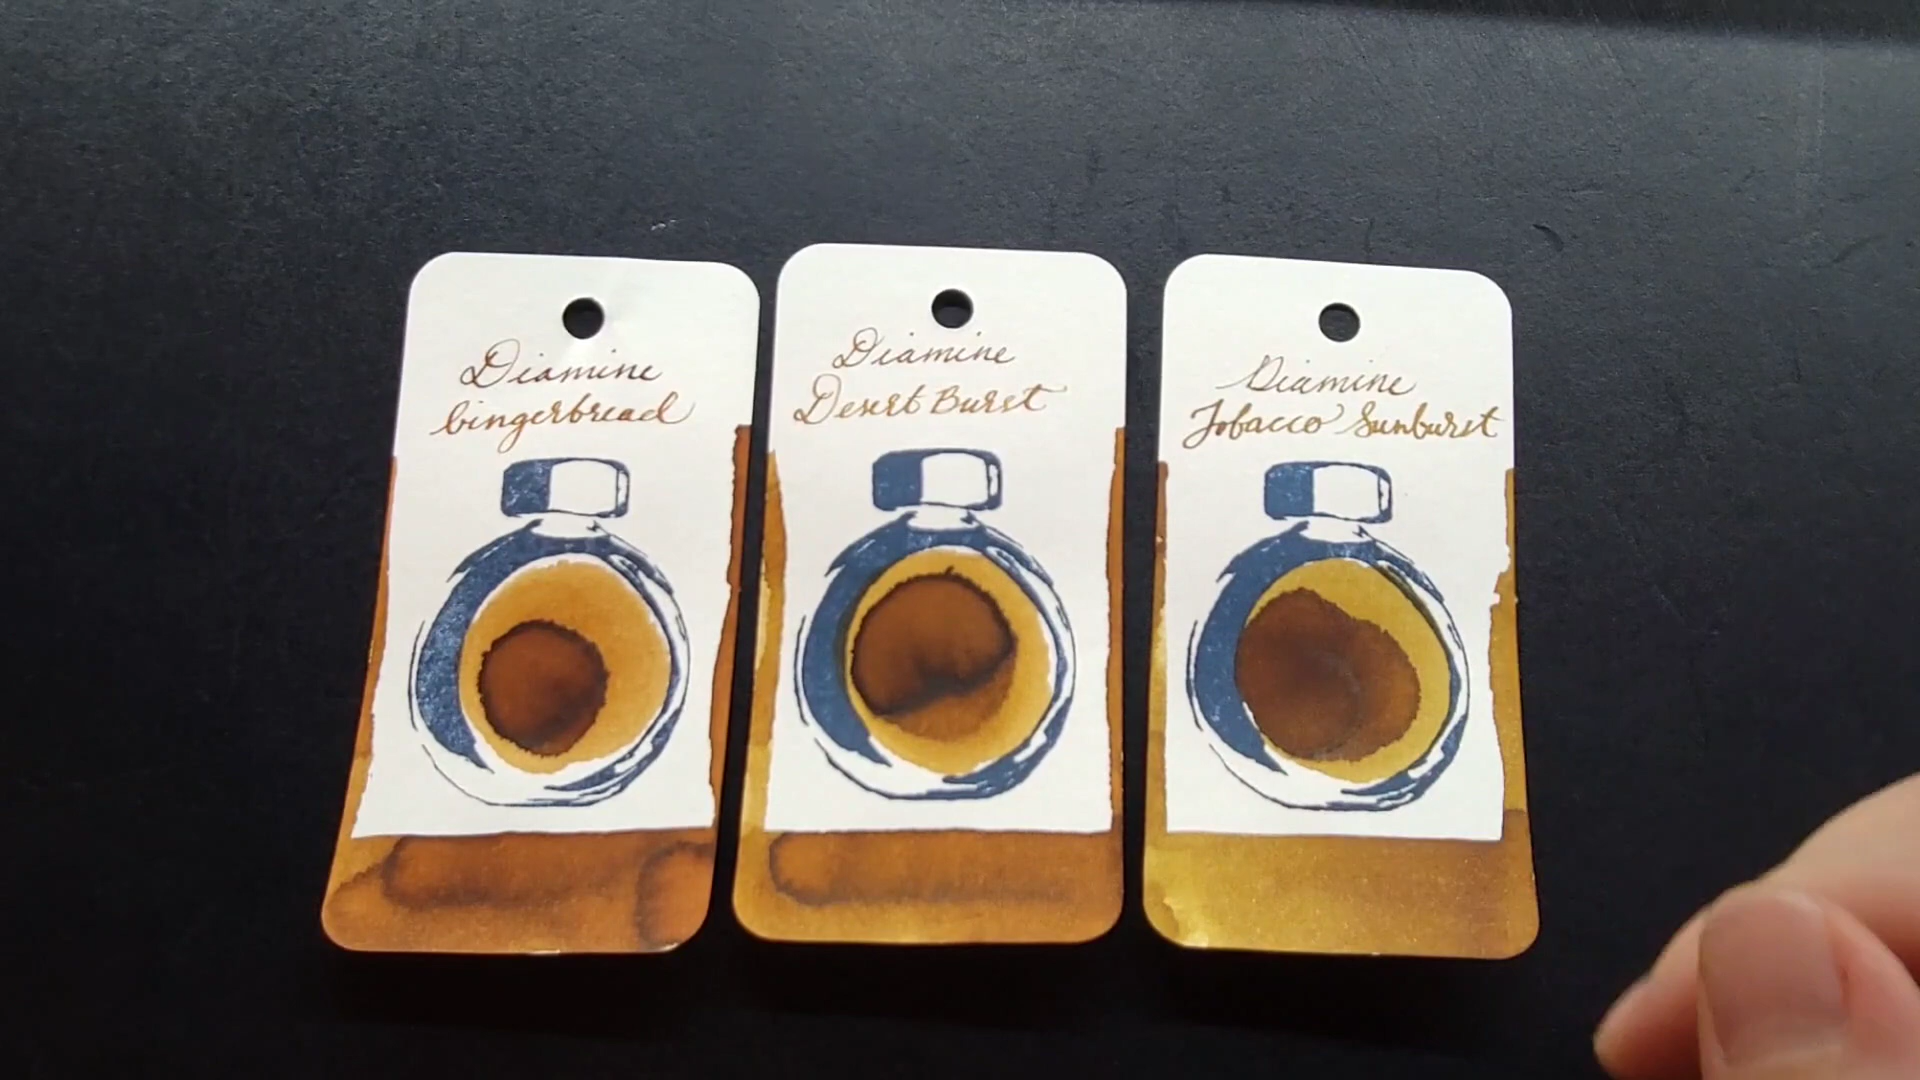 Diamine
Gingerbread
Diamine
Desert Burst
Diamine
Tobacco Sunburst